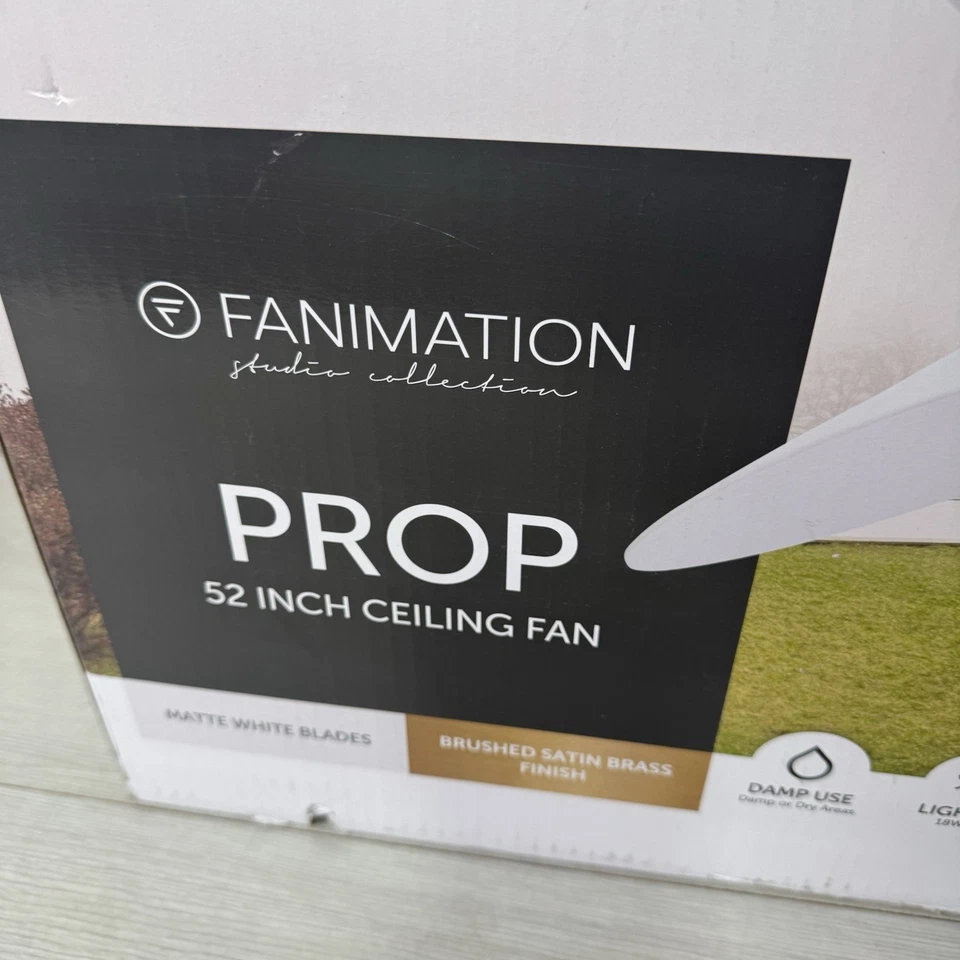 FANIMATION
studio collection
PROP
52 INCH CEILING FAN
MATTE WHITE BLADES
BRUSHED SATIN BRASS
FINISH
DAMP USE
Damp or Dry Areas